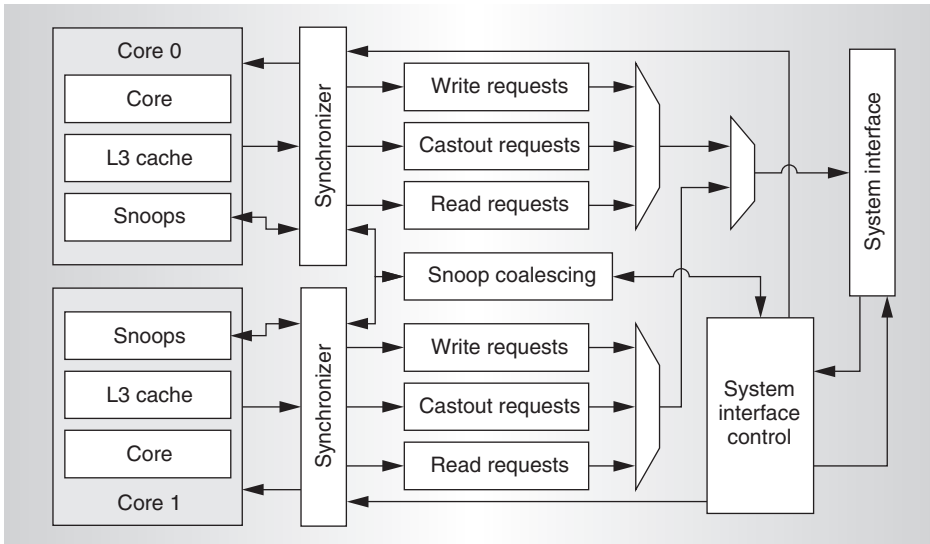 Core 0
Core
L3 cache
Snoops
Synchronizer
Write requests
Castout requests
Read requests
Snoop coalescing
System interface
Snoops
L3 cache
Core
Core 1
Synchronizer
Write requests
Castout requests
Read requests
System
interface
control